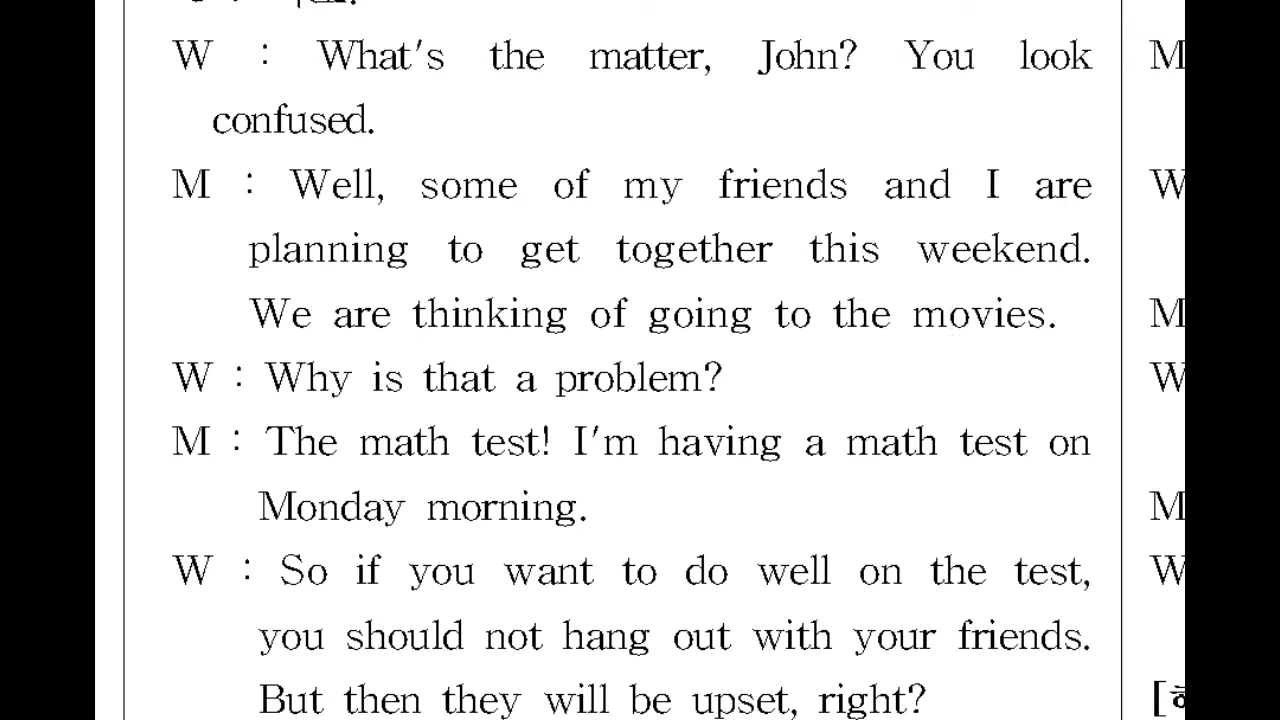 W : What's the matter, John? You look
confused.
M : Well, some of my friends and I are
planning to get together this weekend.
We are thinking of going to the movies.
W : Why is that a problem?
M : The math test! I'm having a math test on
Monday morning.
W : So if you want to do well on the test,
you should not hang out with your friends.
But then they will be upset, right?
M
W
M
W
M
W